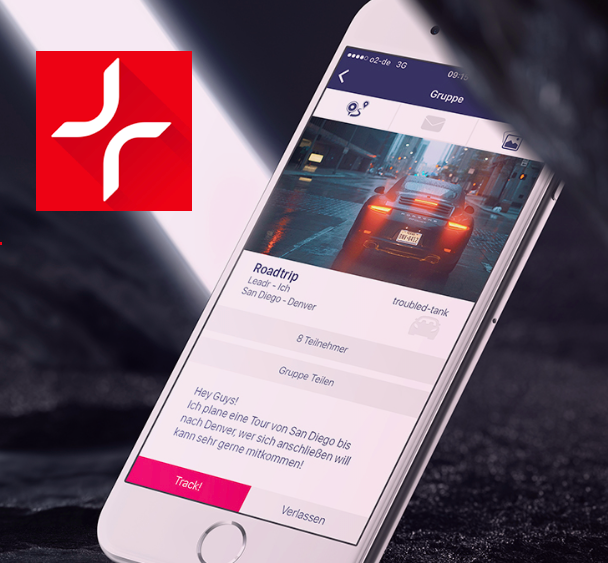 o2-de 3G 09:15
Gruppe
Roadtrip
Leadr - Ich
San Diego - Denver
troubled-tank
8 Teilnehmer
Gruppe Teilen
Hey Guys!
Ich plane eine Tour von San Diego bis
nach Denver, wer sich anschließen will
kann sehr gerne mitkommen!
Track!
Verlassen